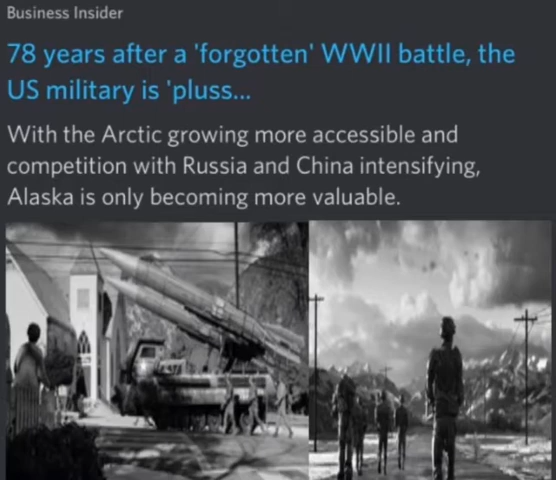 Business Insider
78 years after a 'forgotten' WWII battle, the
US military is 'pluss...
With the Arctic growing more accessible and
competition with Russia and China intensifying,
Alaska is only becoming more valuable.